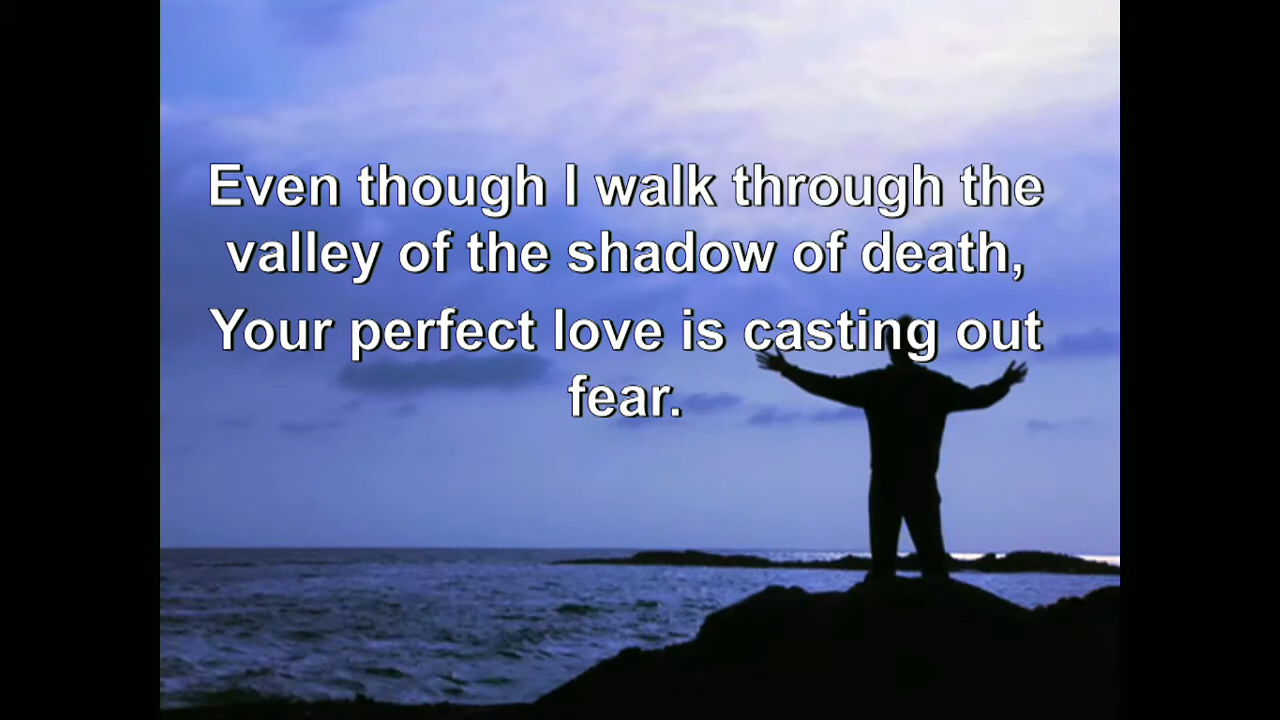 Even though I walk through the
valley of the shadow of death,
Your perfect love is casting out
fear.